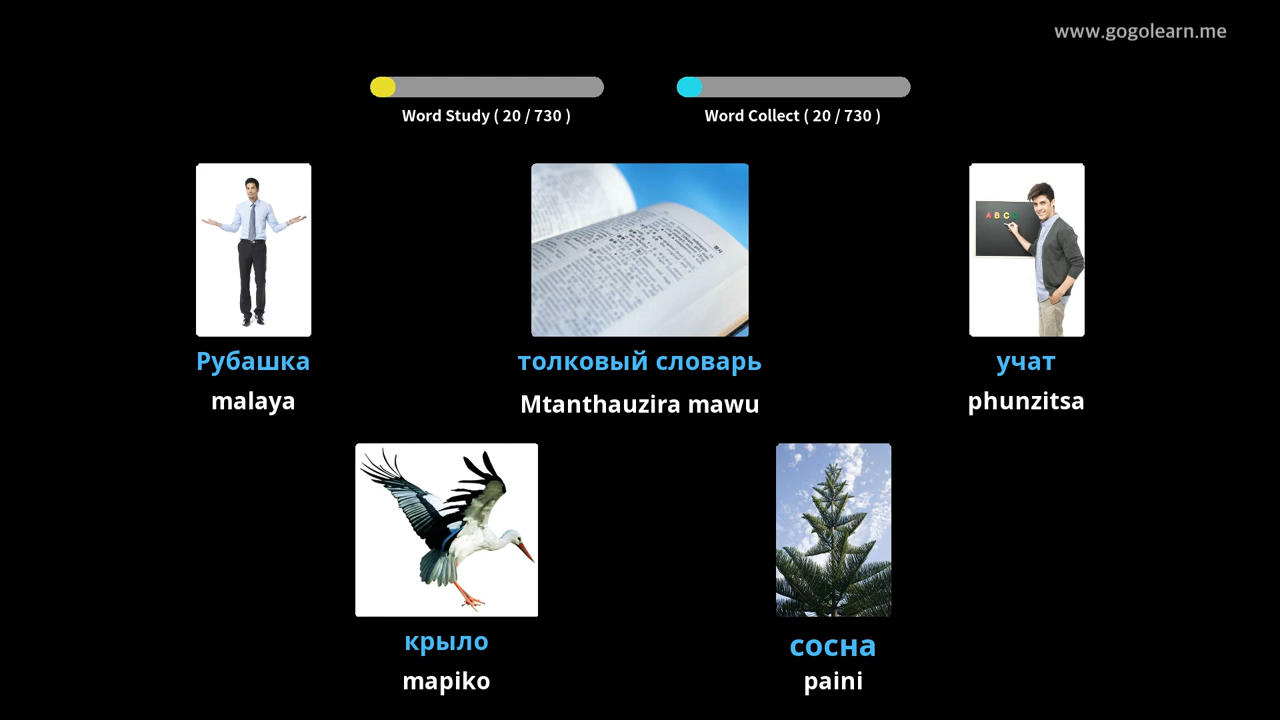 www.gogolearn.me
Word Study ( 20 / 730 )
Word Collect ( 20 / 730 )
A B C
Рубашка
malaya
толковый словарь
Mtanthauzira mawu
учат
phunzitsa
крыло
mapiko
сосна
paini